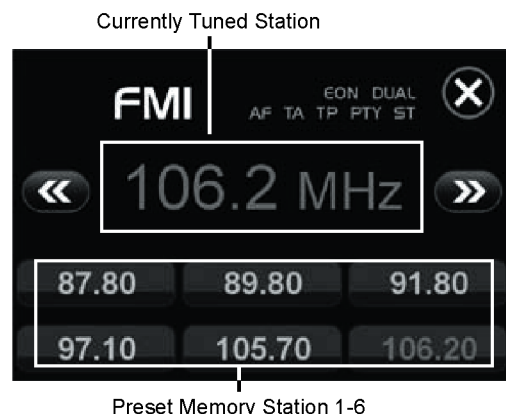 Currently Tuned Station
FMI
EON DUAL
AF TA TP PTY ST
106.2 MHz
87.80 89.80 91.80
97.10 105.70 106.20
Preset Memory Station 1-6